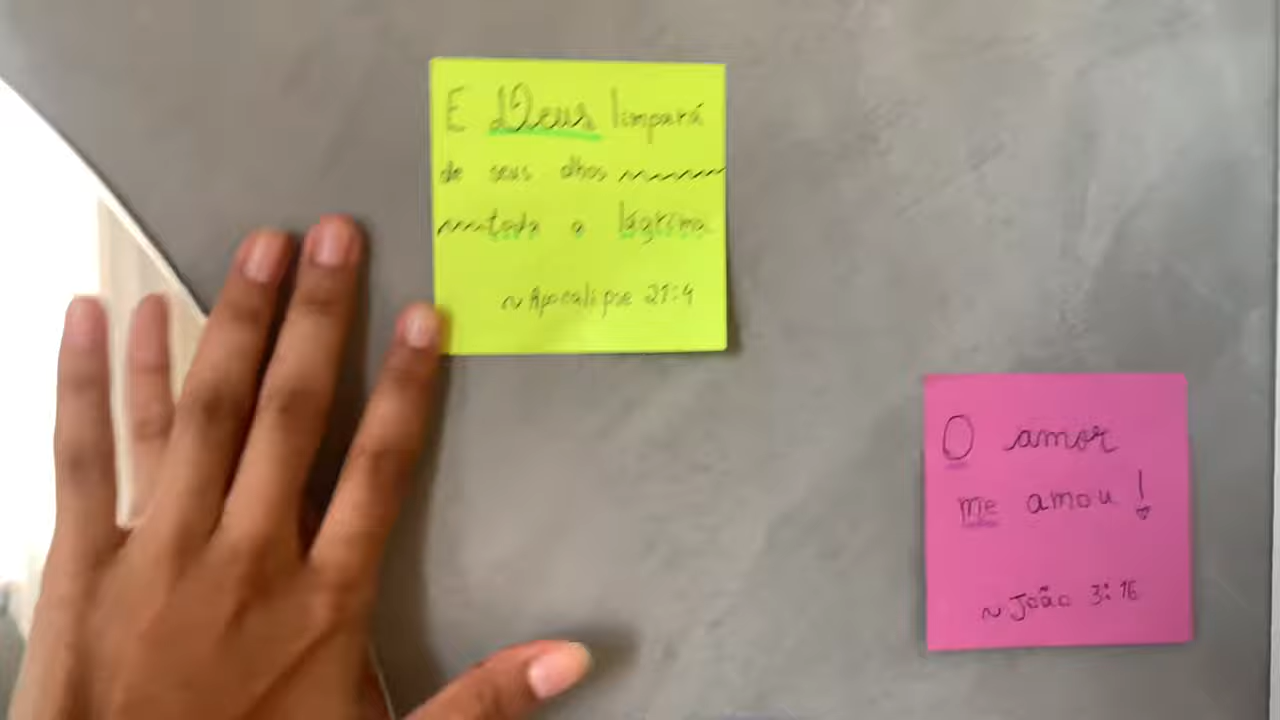 E Deus limpará
de seus olhos
toda a lágrima
~Apocalipse 21:4
O amor
me amou!
~João 3:16